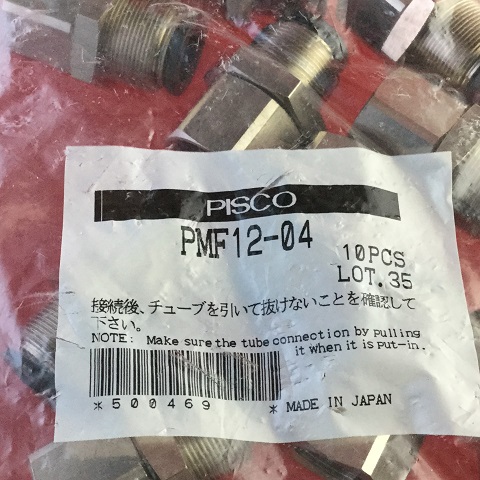 PISCO
PMF12-04
10PCS
LOT.35
接続後、チューブを引いて抜けないことを確認して
下さい。
NOTE: Make sure the tube connection by pulling
it when it is put-in.
*500469 *
MADE IN JAPAN